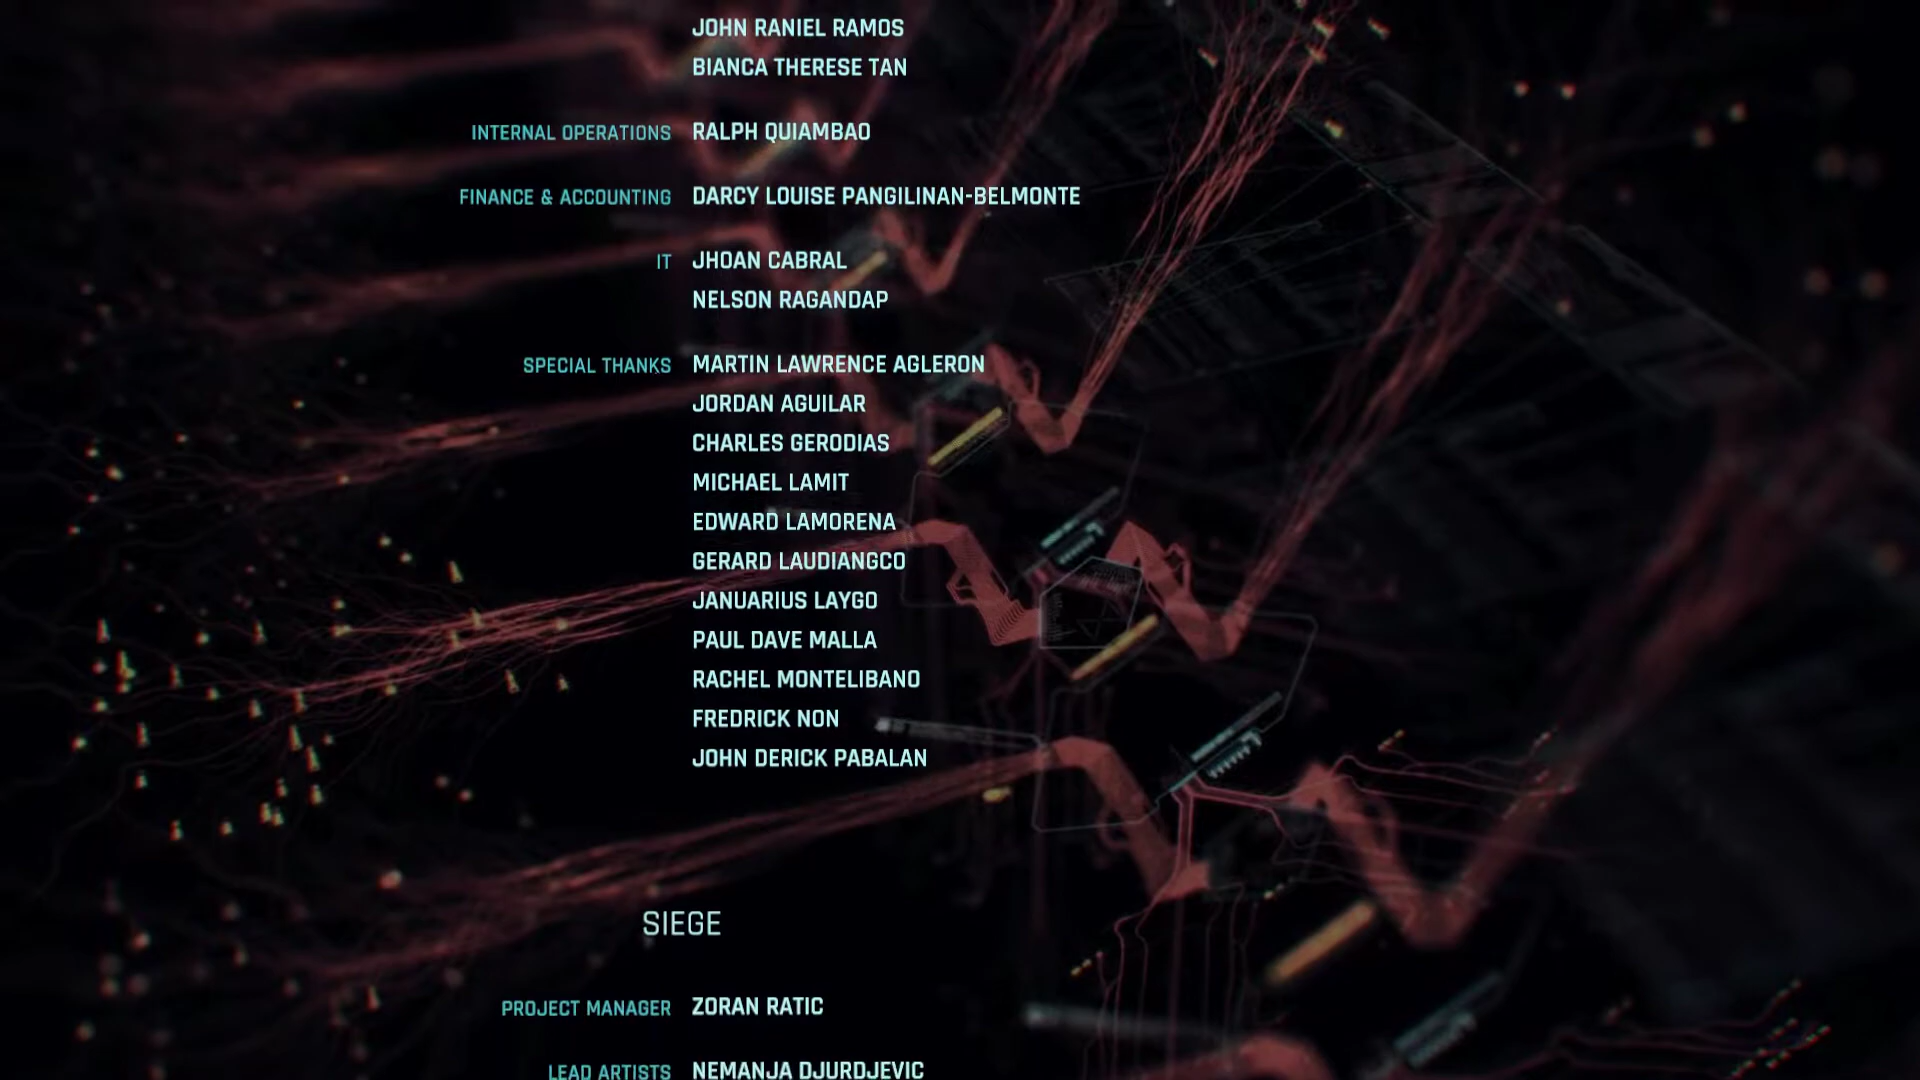 JOHN RANIEL RAMOS
BIANCA THERESE TAN
INTERNAL OPERATIONS RALPH QUIAMBAO
FINANCE & ACCOUNTING DARCY LOUISE PANGILINAN-BELMONTE
IT JHOAN CABRAL
NELSON RAGANDAP
SPECIAL THANKS MARTIN LAWRENCE AGLERON
JORDAN AGUILAR
CHARLES GERODIAS
MICHAEL LAMIT
EDWARD LAMORENA
GERARD LAUDIANGCO
JANUARIUS LAYGO
PAUL DAVE MALLA
RACHEL MONTELIBANO
FREDRICK NON
JOHN DERICK PABALAN
SIEGE
PROJECT MANAGER ZORAN RATIC
LEAD ARTISTS NEMANJA DJURDJEVIC